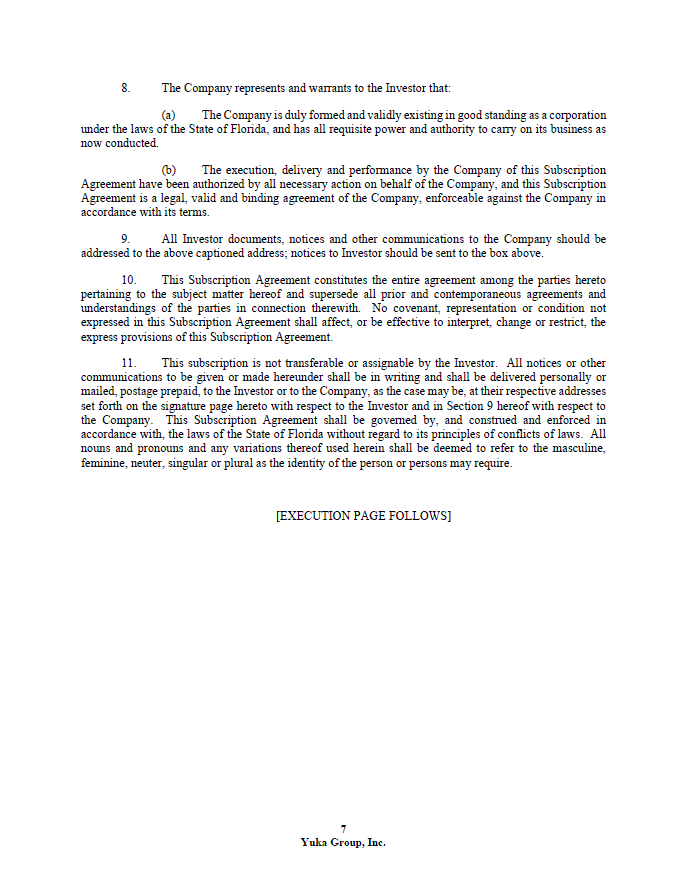 8. The Company represents and warrants to the Investor that:
(a) The Company is duly formed and validly existing in good standing as a corporation
under the laws of the State of Florida, and has all requisite power and authority to carry on its business as
now conducted.
(b) The execution, delivery and performance by the Company of this Subscription
Agreement have been authorized by all necessary action on behalf of the Company, and this Subscription
Agreement is a legal, valid and binding agreement of the Company, enforceable against the Company in
accordance with its terms.
9. All Investor documents, notices and other communications to the Company should be
addressed to the above captioned address; notices to Investor should be sent to the box above.
10. This Subscription Agreement constitutes the entire agreement among the parties hereto
pertaining to the subject matter hereof and supersede all prior and contemporaneous agreements and
understandings of the parties in connection therewith. No covenant, representation or condition not
expressed in this Subscription Agreement shall affect, or be effective to interpret, change or restrict, the
express provisions of this Subscription Agreement.
11. This subscription is not transferable or assignable by the Investor. All notices or other
communications to be given or made hereunder shall be in writing and shall be delivered personally or
mailed, postage prepaid, to the Investor or to the Company, as the case may be, at their respective addresses
set forth on the signature page hereto with respect to the Investor and in Section 9 hereof with respect to
the Company. This Subscription Agreement shall be governed by, and construed and enforced in
accordance with, the laws of the State of Florida without regard to its principles of conflicts of laws. All
nouns and pronouns and any variations thereof used herein shall be deemed to refer to the masculine,
feminine, neuter, singular or plural as the identity of the person or persons may require.
[EXECUTION PAGE FOLLOWS]
7
Yuka Group, Inc.